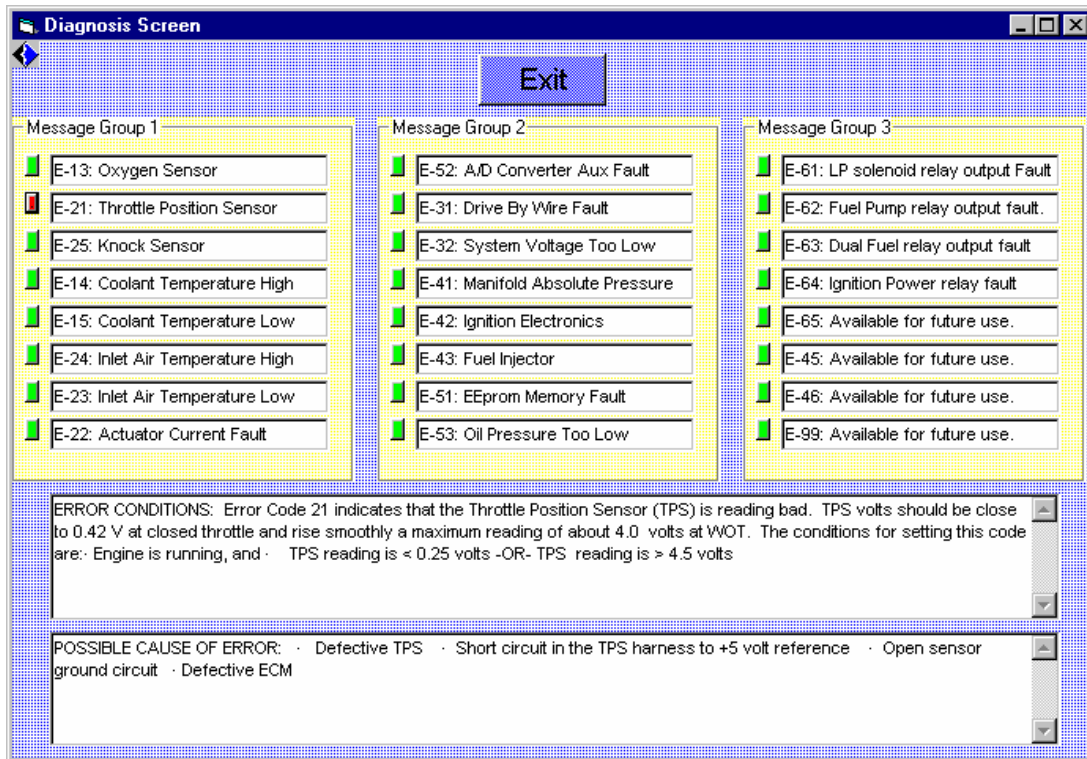 Diagnosis Screen
Exit
Message Group 1
E-13: Oxygen Sensor
E-21: Throttle Position Sensor
E-25: Knock Sensor
E-14: Coolant Temperature High
E-15: Coolant Temperature Low
E-24: Inlet Air Temperature High
E-23: Inlet Air Temperature Low
E-22: Actuator Current Fault
Message Group 2
E-52: A/D Converter Aux Fault
E-31: Drive By Wire Fault
E-32: System Voltage Too Low
E-41: Manifold Absolute Pressure
E-42: Ignition Electronics
E-43: Fuel Injector
E-51: EEprom Memory Fault
E-53: Oil Pressure Too Low
Message Group 3
E-61: LP solenoid relay output Fault
E-62: Fuel Pump relay output fault.
E-63: Dual Fuel relay output fault
E-64: Ignition Power relay fault
E-65: Available for future use.
E-45: Available for future use.
E-46: Available for future use.
E-99: Available for future use.
ERROR CONDITIONS: Error Code 21 indicates that the Throttle Position Sensor (TPS) is reading bad. TPS volts should be close
to 0.42 V at closed throttle and rise smoothly a maximum reading of about 4.0 volts at WOT. The conditions for setting this code
are:· Engine is running, and · TPS reading is < 0.25 volts -OR- TPS reading is > 4.5 volts
POSSIBLE CAUSE OF ERROR: · Defective TPS · Short circuit in the TPS harness to +5 volt reference · Open sensor
ground circuit · Defective ECM